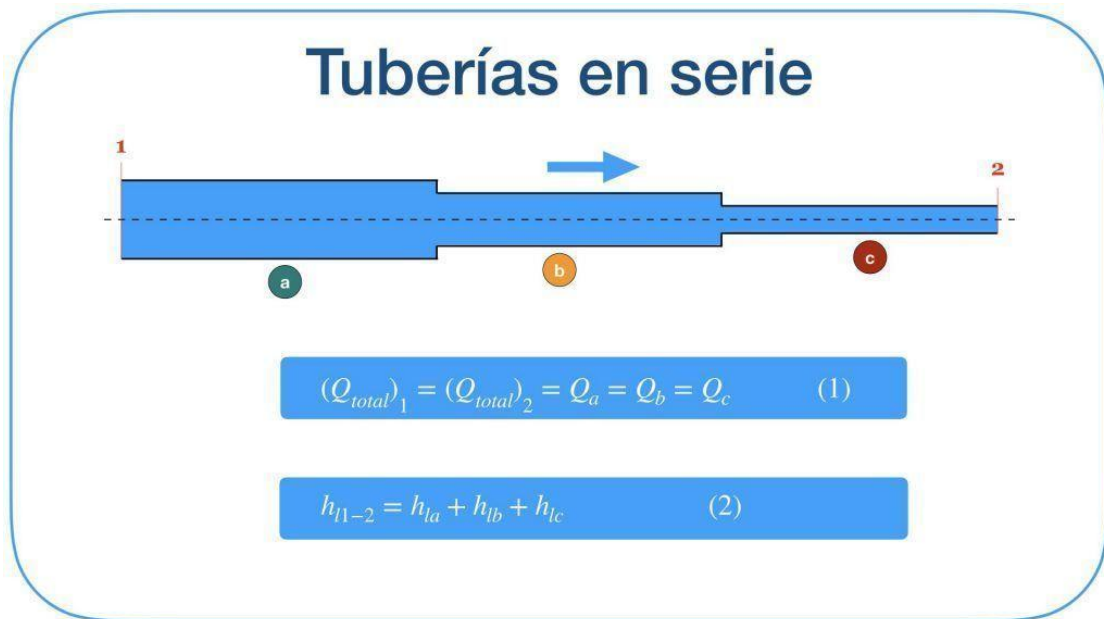 Tuberías en serie
1
2
a
b
c
(Q_total)_1 = (Q_total)_2 = Q_a = Q_b = Q_c (1)
h_l1−2 = h_la + h_lb + h_lc (2)